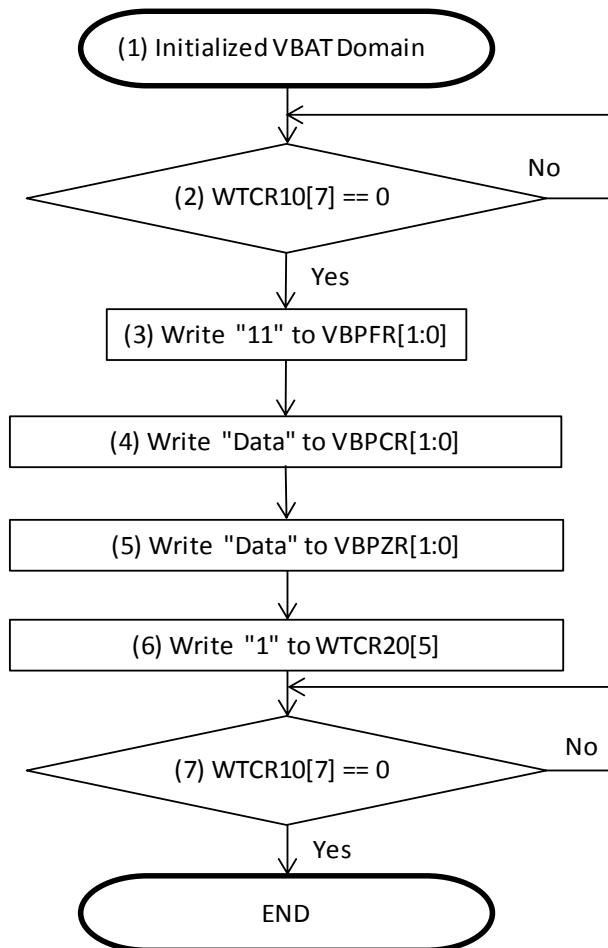 (1) Initialized VBAT Domain
(2) WTCR10[7] == 0
No
Yes
(3) Write "11" to VBPFR[1:0]
(4) Write "Data" to VBPCR[1:0]
(5) Write "Data" to VBPZR[1:0]
(6) Write "1" to WTCR20[5]
(7) WTCR10[7] == 0
No
Yes
END